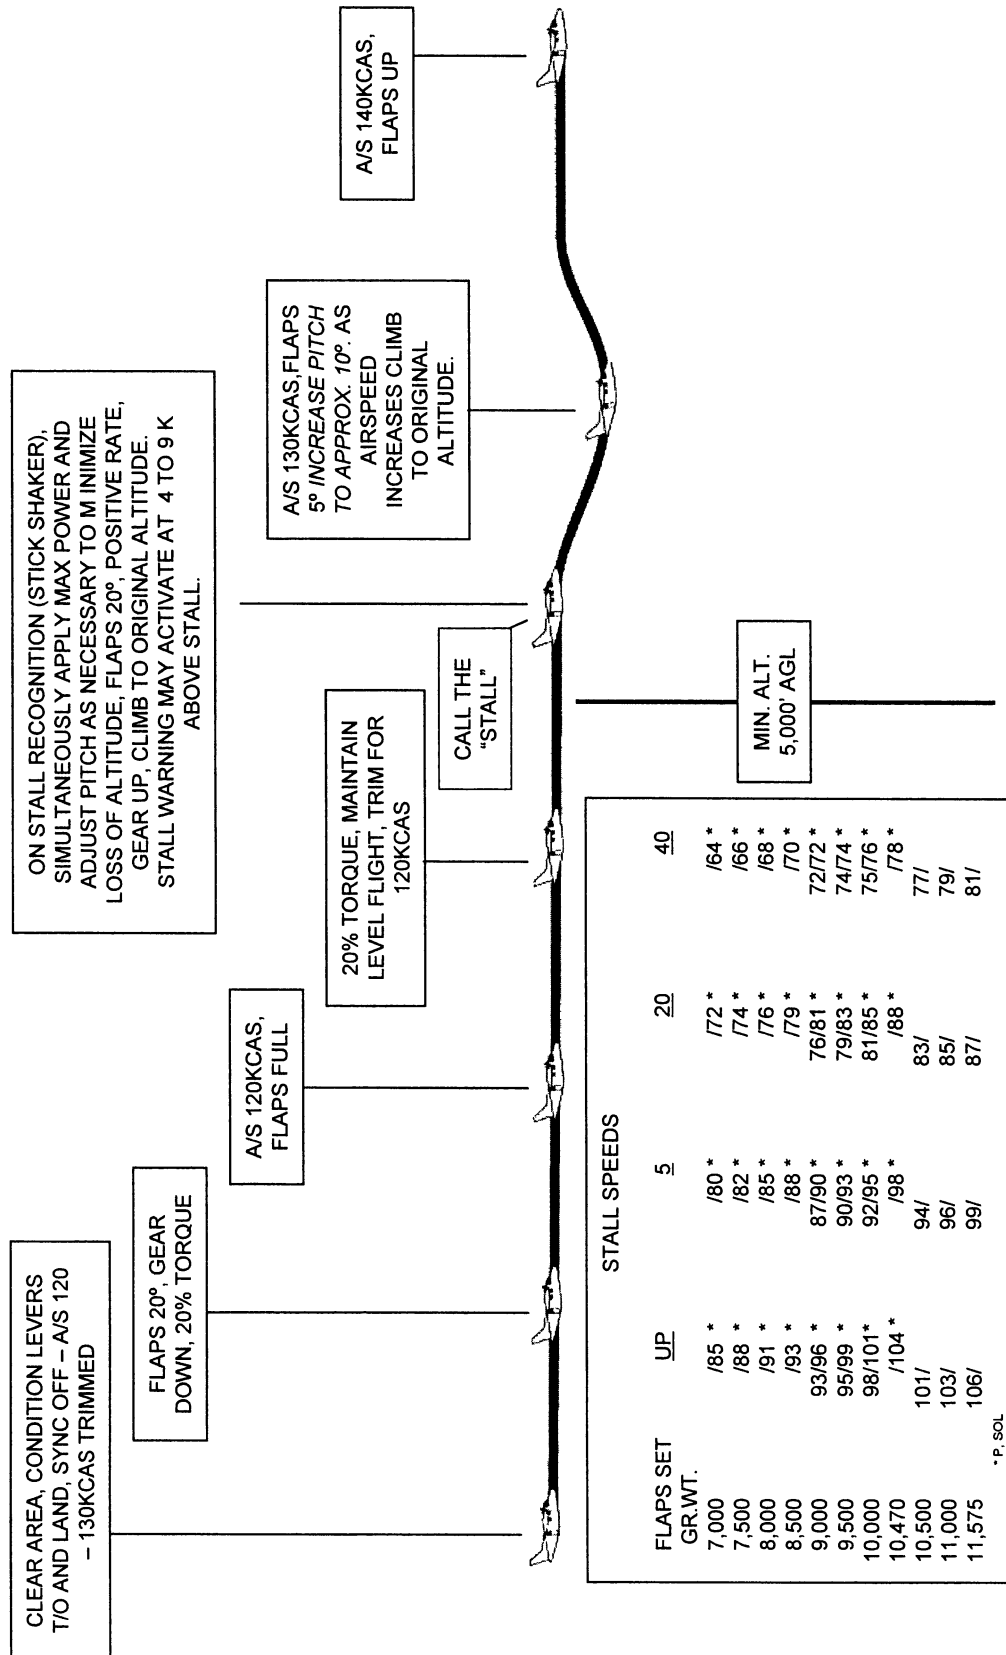 CLEAR AREA, CONDITION LEVERS
T/O AND LAND, SYNC OFF – A/S 120
– 130KCAS TRIMMED
FLAPS 20º, GEAR
DOWN, 20% TORQUE
A/S 120KCAS,
FLAPS FULL
20% TORQUE, MAINTAIN
LEVEL FLIGHT, TRIM FOR
120KCAS
CALL THE
“STALL”
ON STALL RECOGNITION (STICK SHAKER),
SIMULTANEOUSLY APPLY MAX POWER AND
ADJUST PITCH AS NECESSARY TO M INIMIZE
LOSS OF ALTITUDE, FLAPS 20º, POSITIVE RATE,
GEAR UP, CLIMB TO ORIGINAL ALTITUDE.
STALL WARNING MAY ACTIVATE AT 4 TO 9 K
ABOVE STALL.
A/S 130KCAS,FLAPS
5º INCREASE PITCH
TO APPROX. 10º. AS
AIRSPEED
INCREASES CLIMB
TO ORIGINAL
ALTITUDE.
A/S 140KCAS,
FLAPS UP
MIN. ALT.
5,000' AGL
STALL SPEEDS
FLAPS SET UP 5 20 40
GR.WT.
7,000 /85 * /80 * /72 * /64 *
7,500 /88 * /82 * /74 * /66 *
8,000 /91 * /85 * /76 * /68 *
8,500 /93 * /88 * /79 * /70 *
9,000 93/96 * 87/90 * 76/81 * 72/72 *
9,500 95/99 * 90/93 * 79/83 * 74/74 *
10,000 98/101 * 92/95 * 81/85 * 75/76 *
10,470 /104 * /98 * /88 * /78 *
10,500 101/ 94/ 83/ 77/
11,000 103/ 96/ 85/ 79/
11,575 106/ 99/ 87/ 81/
* P, SOL